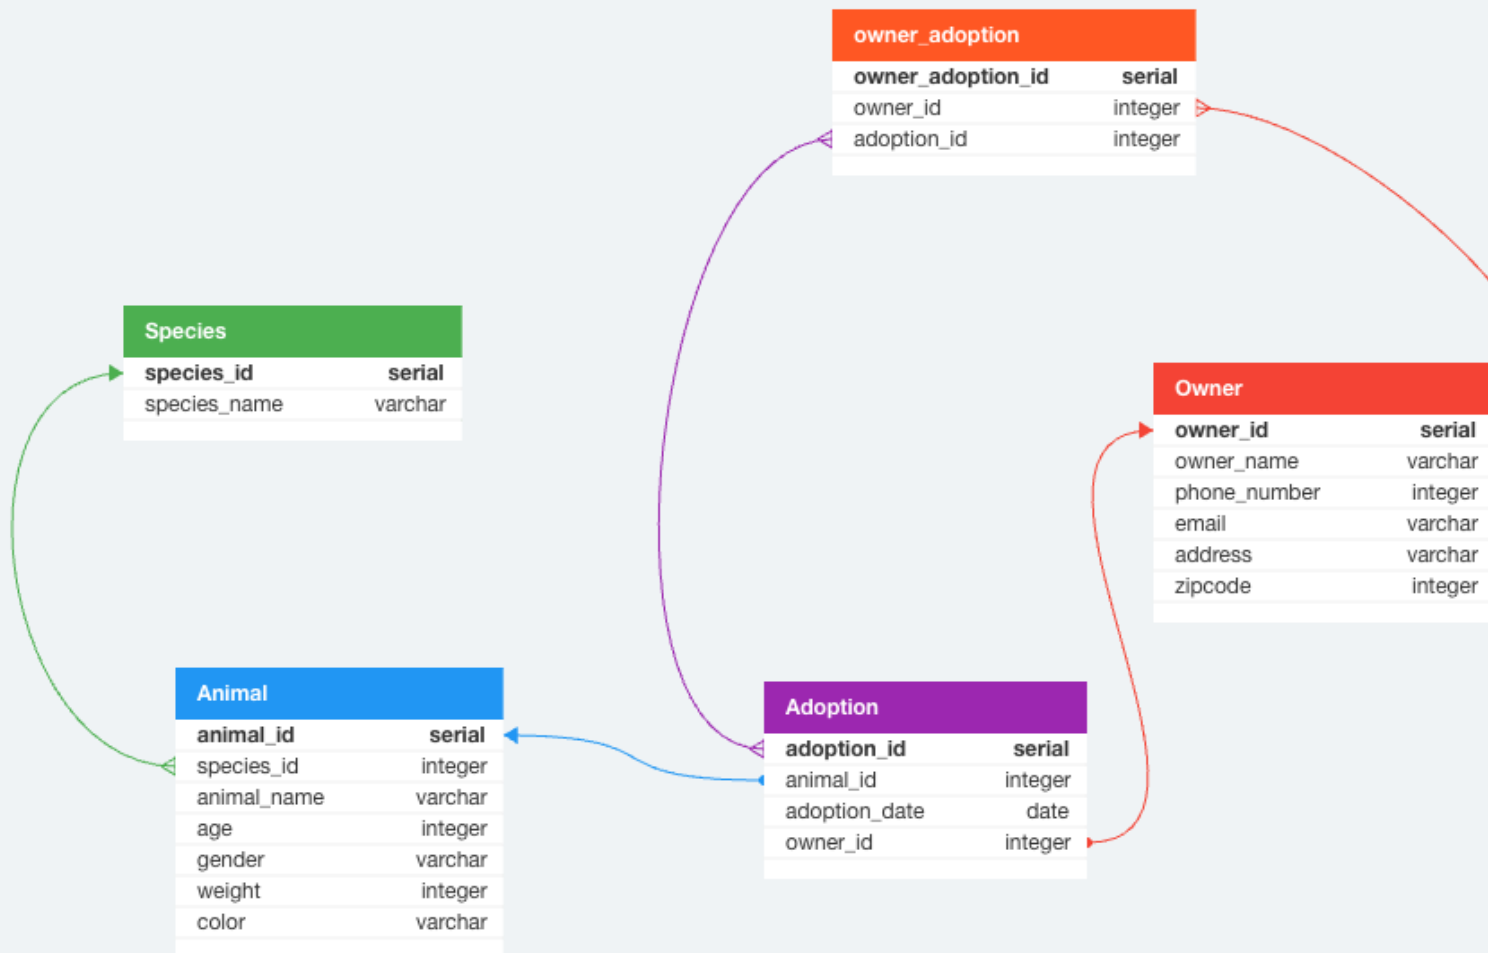 owner_adoption
owner_adoption_id serial
owner_id integer
adoption_id integer
Species
species_id serial
species_name varchar
Owner
owner_id serial
owner_name varchar
phone_number integer
email varchar
address varchar
zipcode integer
Animal
animal_id serial
species_id integer
animal_name varchar
age integer
gender varchar
weight integer
color varchar
Adoption
adoption_id serial
animal_id integer
adoption_date date
owner_id integer